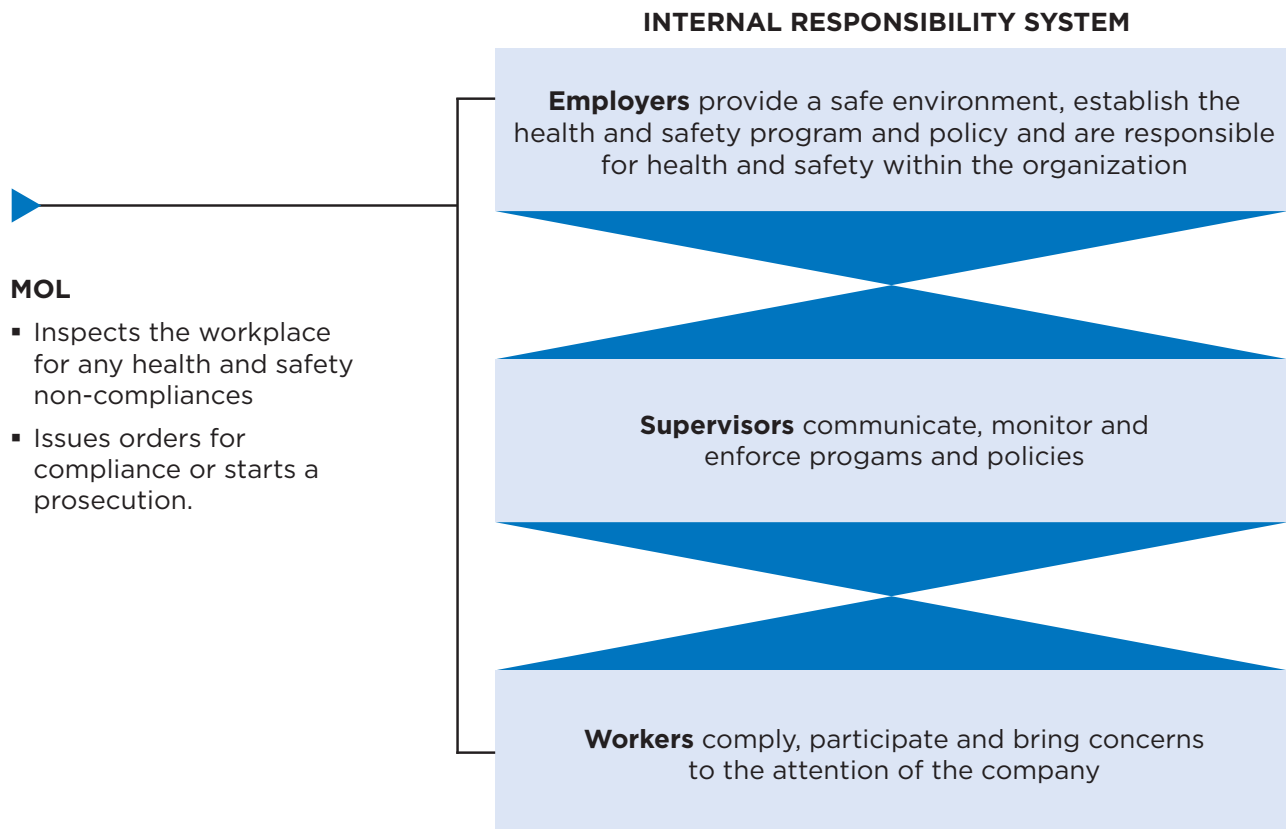 INTERNAL RESPONSIBILITY SYSTEM
Employers provide a safe environment, establish the
health and safety program and policy and are responsible
for health and safety within the organization
MOL
▪ Inspects the workplace
for any health and safety
non-compliances
▪ Issues orders for
compliance or starts a
prosecution.
Supervisors communicate, monitor and
enforce progams and policies
Workers comply, participate and bring concerns
to the attention of the company